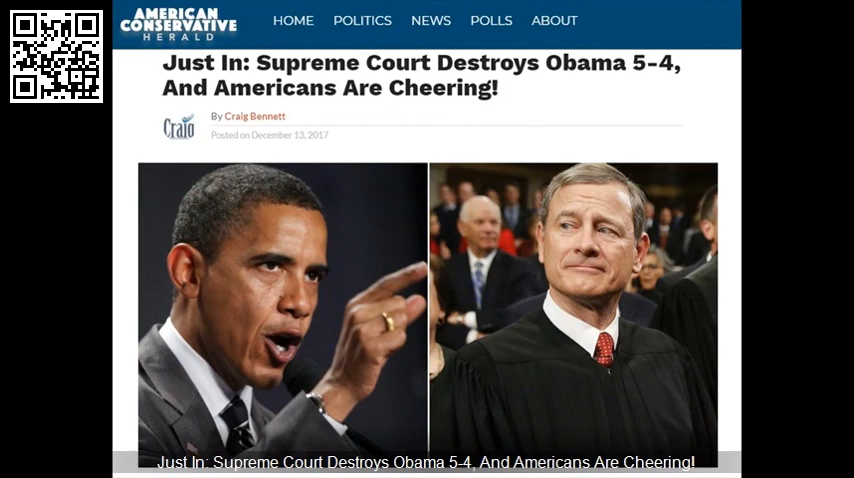 AMERICAN
CONSERVATIVE
HERALD
HOME POLITICS NEWS POLLS ABOUT
Just In: Supreme Court Destroys Obama 5-4,
And Americans Are Cheering!
Craig
By Craig Bennett
Posted on December 13, 2017
Just In: Supreme Court Destroys Obama 5-4, And Americans Are Cheering!